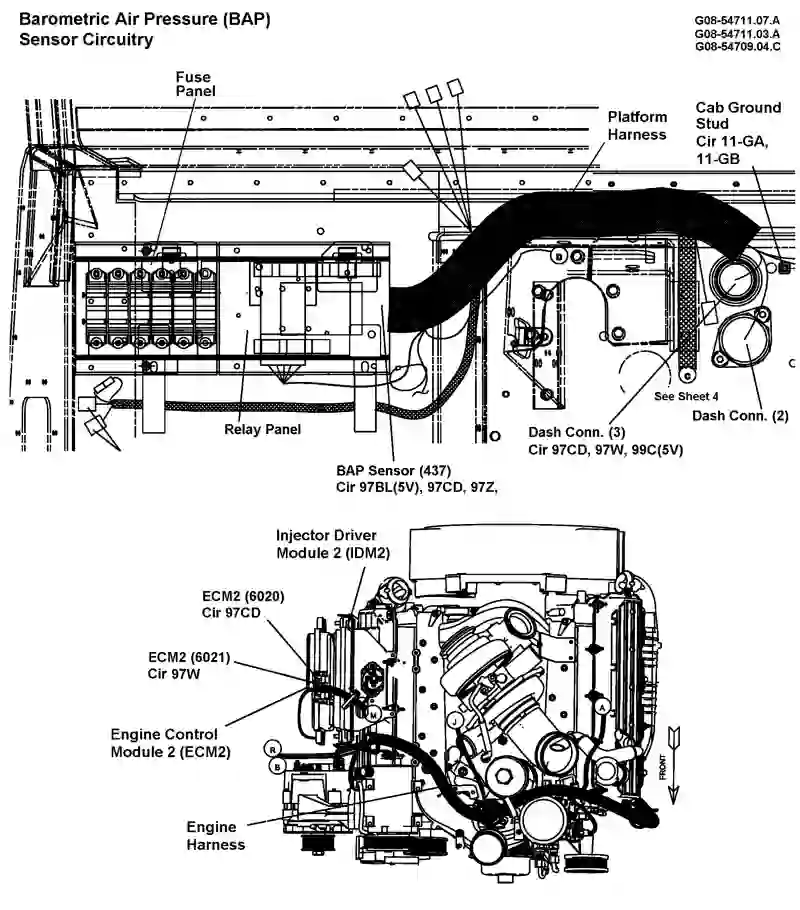 Barometric Air Pressure (BAP)
Sensor Circuitry
G08-54711.07.A
G08-54711.03.A
G08-54709.04.C
Fuse
Panel
Platform
Harness
Cab Ground
Stud
Cir 11-GA,
11-GB
D
C
See Sheet 4
Dash Conn. (2)
Relay Panel
Dash Conn. (3)
Cir 97CD, 97W, 99C(5V)
BAP Sensor (437)
Cir 97BL(5V), 97CD, 97Z,
Injector Driver
Module 2 (IDM2)
ECM2 (6020)
Cir 97CD
ECM2 (6021)
Cir 97W
Engine Control
Module 2 (ECM2)
M
J
A
R
B
FRONT
Engine
Harness